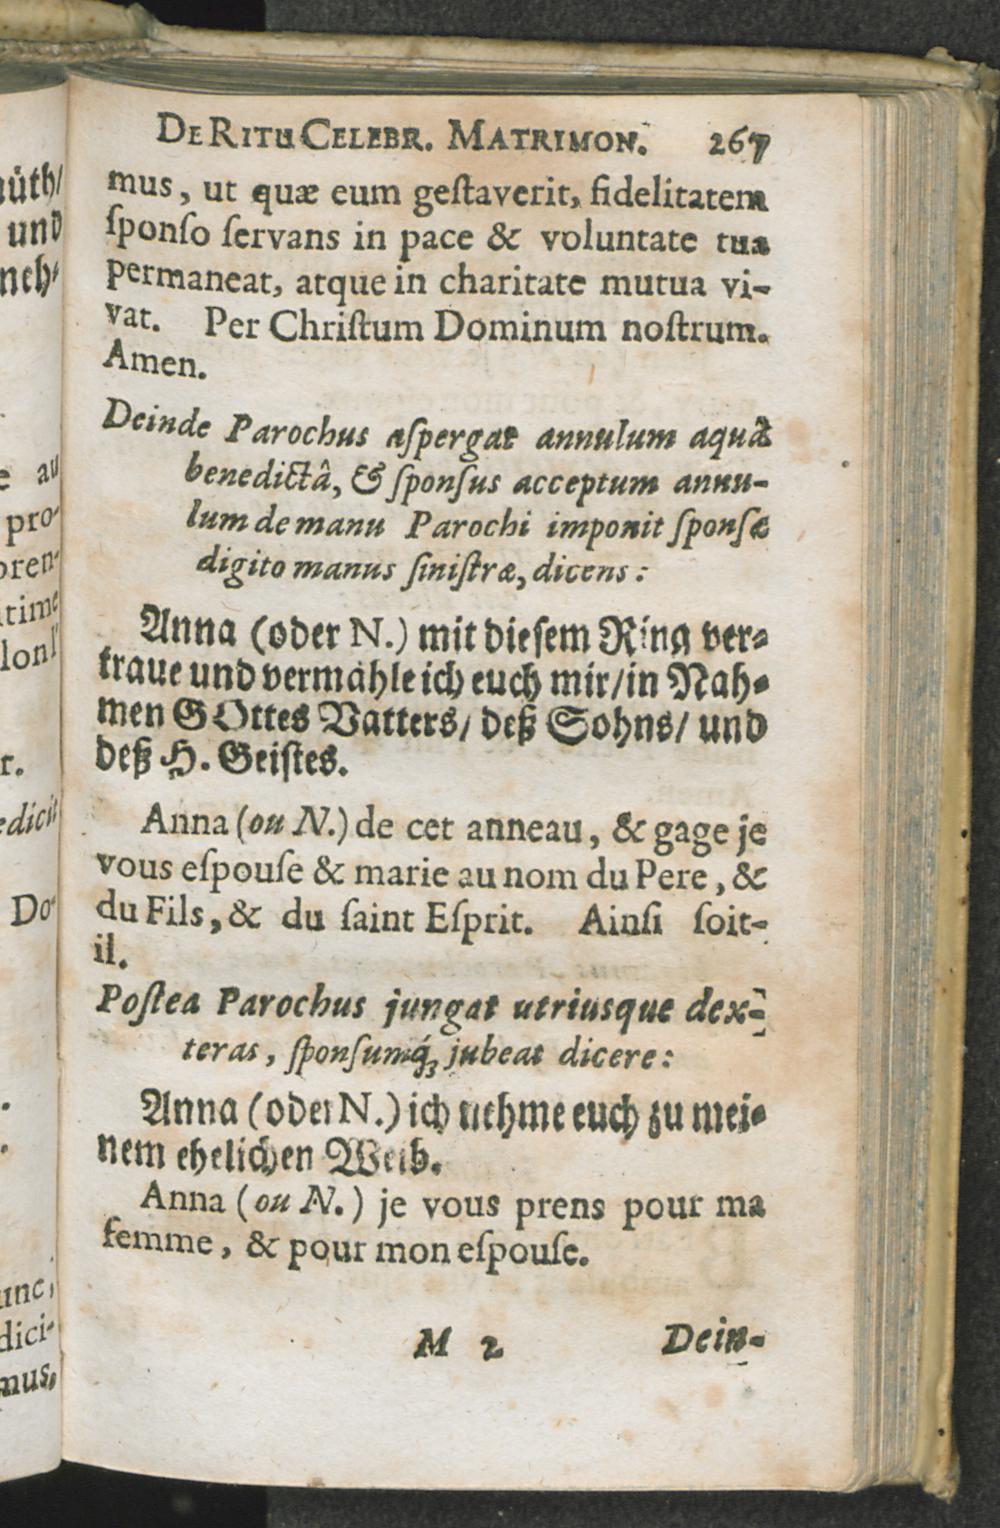 DE RITU CELEBR. MATRIMON. 267
mus, ut quæ eum geſtaverit, fidelitatem
ſponſo ſervans in pace & voluntate tua
permaneat, atque in charitate mutua vi-
vat. Per Chriſtum Dominum noſtrum.
Amen.
Deinde Parochus aſpergat annulum aquâ
benedictâ, & ſponſus acceptum annu-
lum de manu Parochi imponit ſponſæ
digito manus ſiniſtræ, dicens:
Anna (oder N.) mit dieſem Ring ver-
traue und vermåhle ich euch mir/ in Nah-
men GOttes Vatters/ deß Sohns/ und
deß H. Geiſtes.
Anna (ou N.) de cet anneau, & gage je
vous eſpouſe & marie au nom du Pere, &
du Fils, & du ſaint Eſprit. Ainſi ſoit-
il.
Poſtea Parochus jungat utriusque dex-
teras, ſponſumq́ꝫ jubeat dicere:
Anna (oder N.) ich nehme euch zu mei-
nem ehelichen Weib.
Anna (ou N.) je vous prens pour ma
femme, & pour mon eſpouſe.
M 2 Dein-